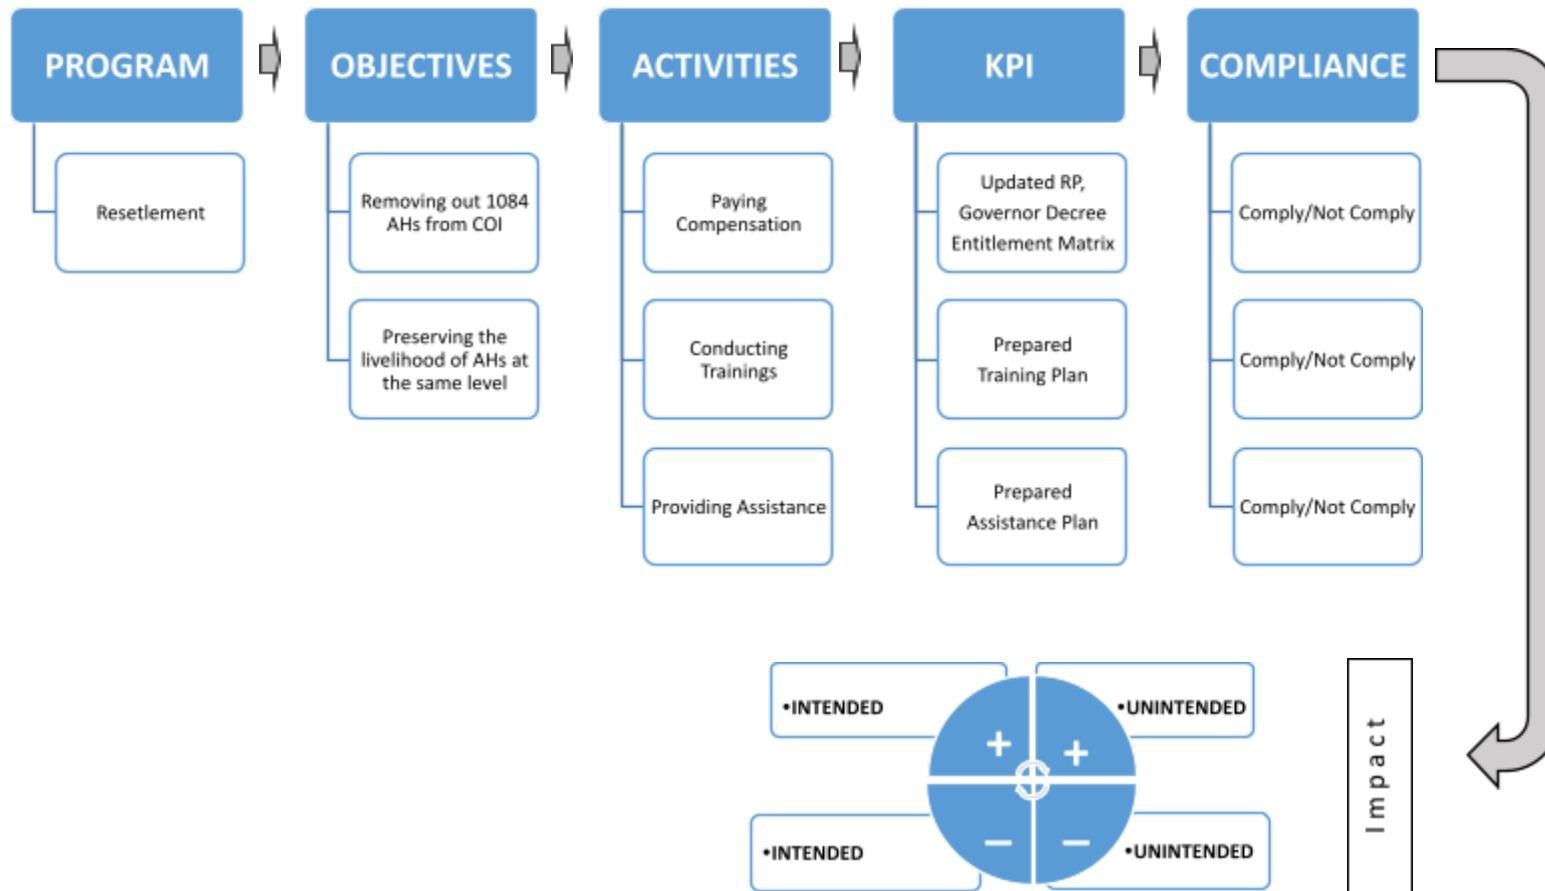 PROGRAM
OBJECTIVES
ACTIVITIES
KPI
COMPLIANCE
Resetlement
Removing out 1084
AHs from COI
Preserving the
livelihood of AHs at
the same level
Paying
Compensation
Conducting
Trainings
Providing Assistance
Updated RP,
Governor Decree
Entitlement Matrix
Prepared
Training Plan
Prepared
Assistance Plan
Comply/Not Comply
Comply/Not Comply
Comply/Not Comply
•INTENDED
•UNINTENDED
+
+
•INTENDED
•UNINTENDED
−
−
Impact